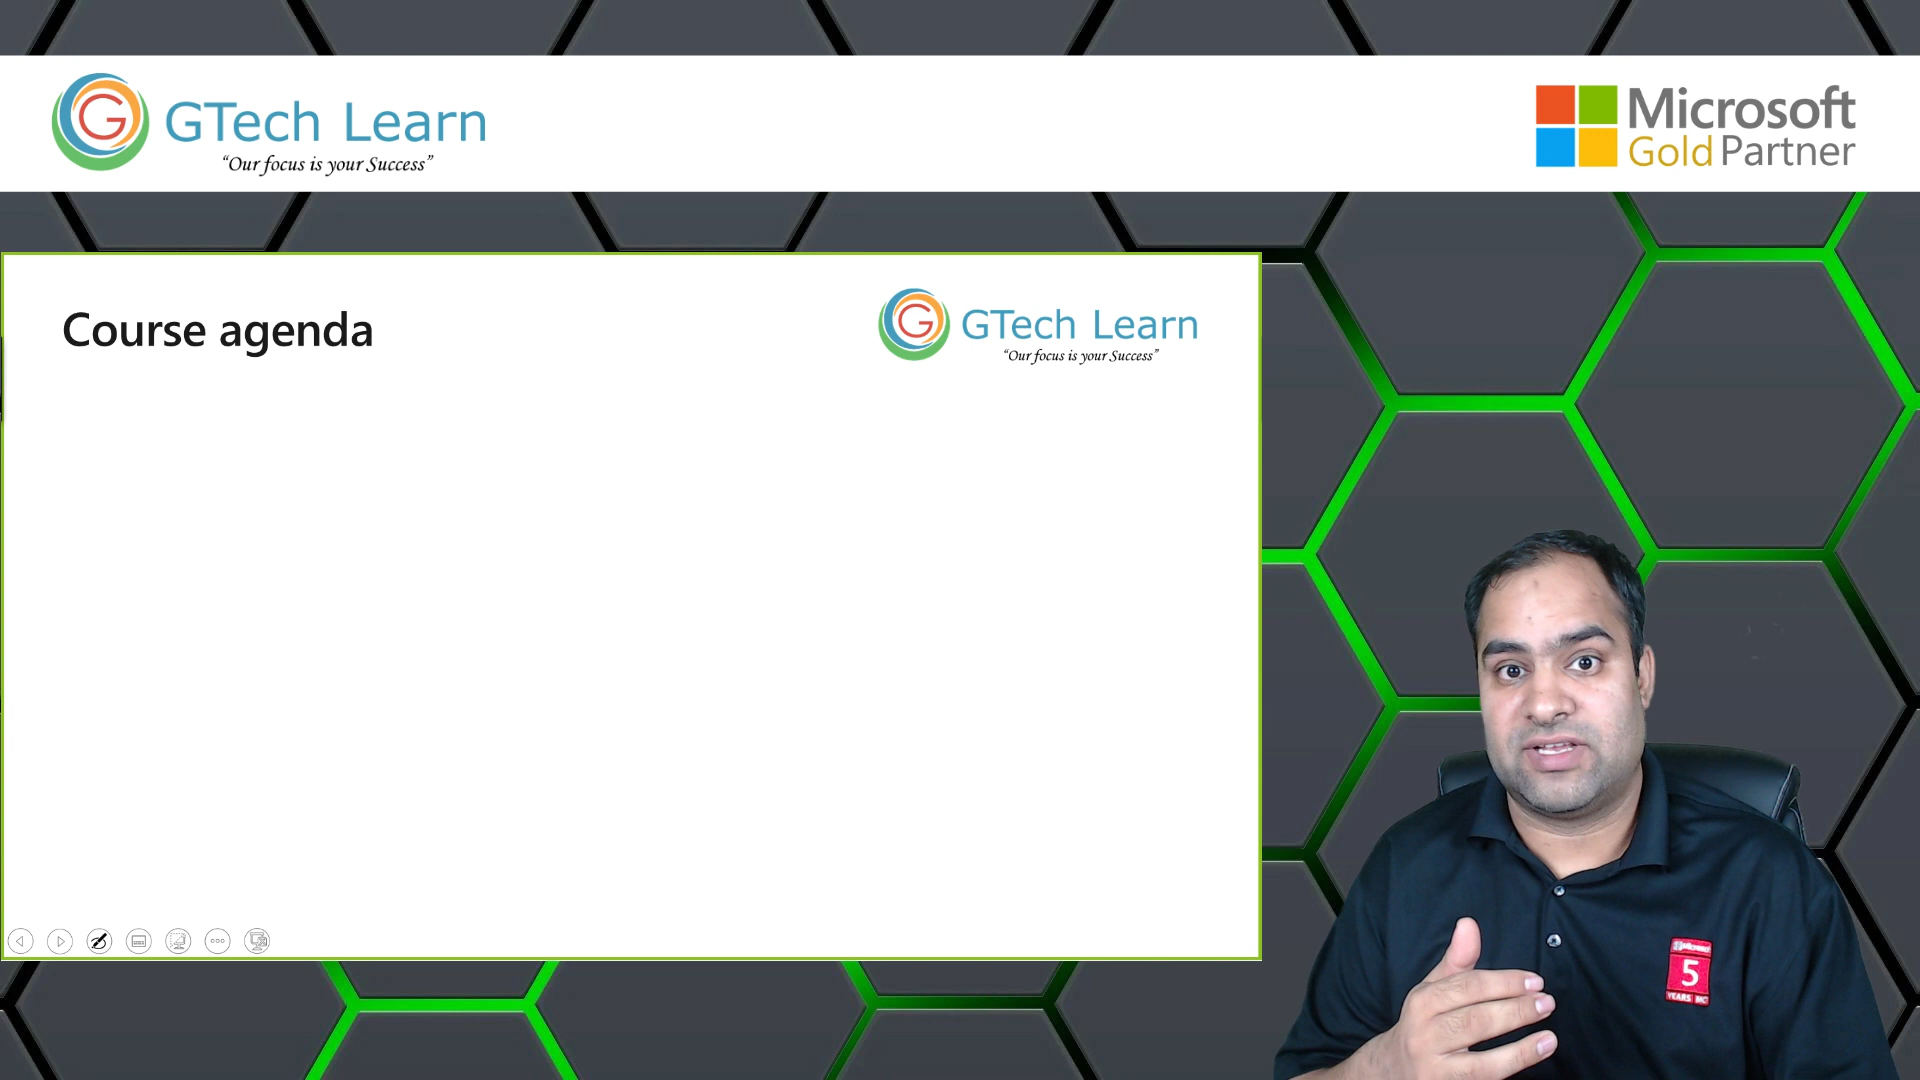 GTech Learn
“Our focus is your Success”
Microsoft
Gold Partner
Course agenda
GTech Learn
“Our focus is your Success”
5
YEARS